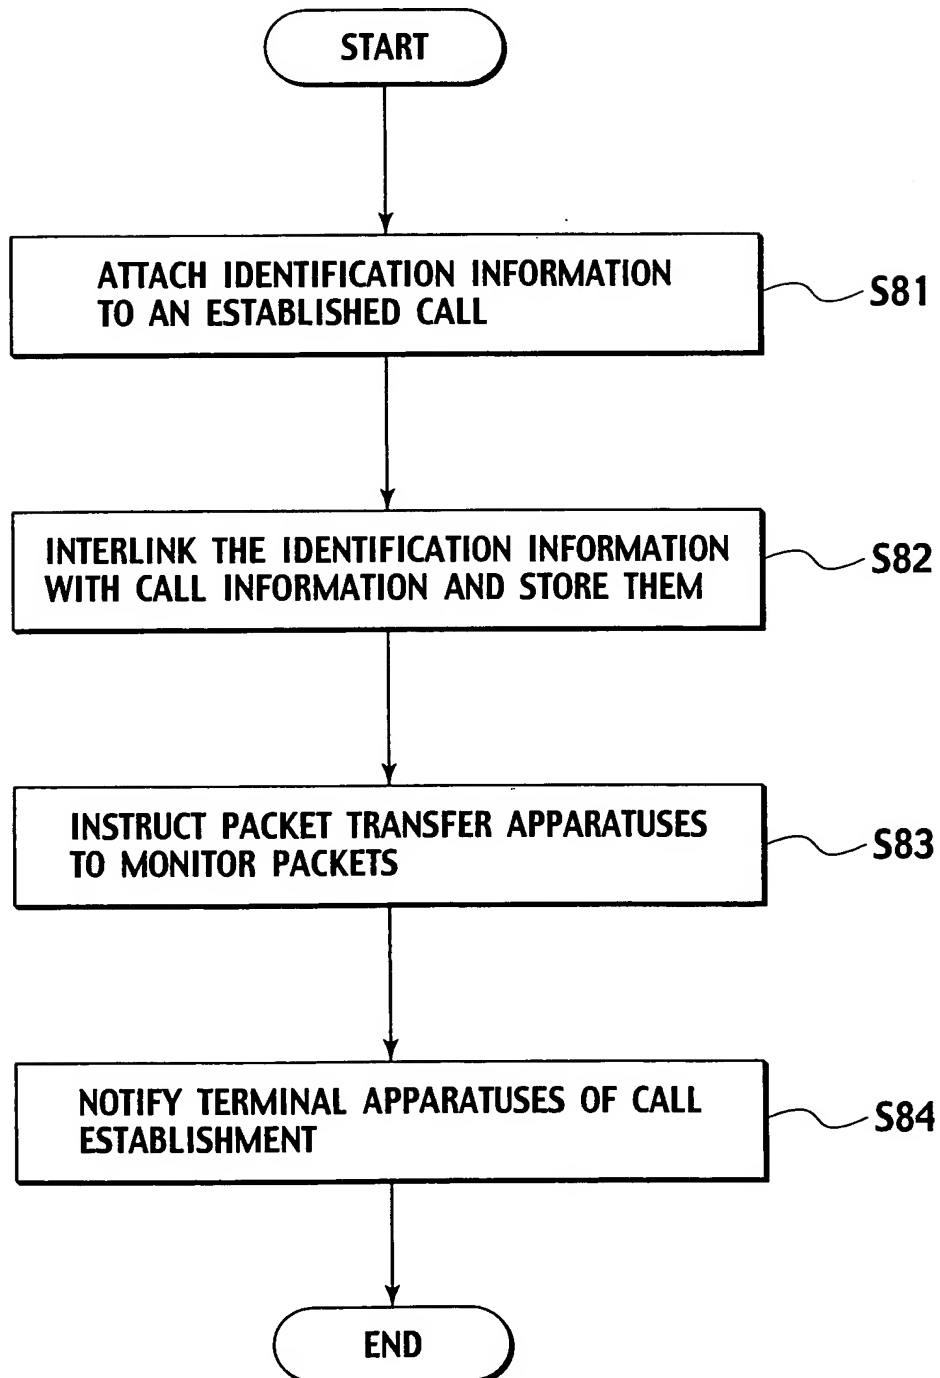 START
ATTACH IDENTIFICATION INFORMATION
TO AN ESTABLISHED CALL
S81
INTERLINK THE IDENTIFICATION INFORMATION
WITH CALL INFORMATION AND STORE THEM
S82
INSTRUCT PACKET TRANSFER APPARATUSES
TO MONITOR PACKETS
S83
NOTIFY TERMINAL APPARATUSES OF CALL
ESTABLISHMENT
S84
END